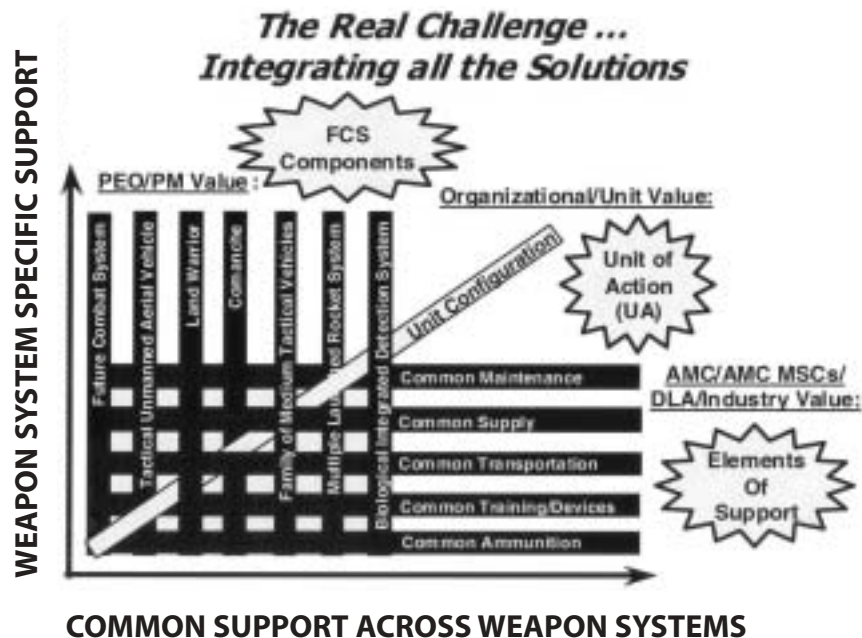 The Real Challenge ...
Integrating all the Solutions
WEAPON SYSTEM SPECIFIC SUPPORT
FCS
Components
PEO/PM Value :
Organizational/Unit Value:
Unit of
Action
(UA)
Future Combat System
Tactical Unmanned Aerial Vehicle
Land Warrior
Comanche
Family of Medium Tactical Vehicles
Multiple Launched Rocket System
Biological Integrated Detection System
Unit Configuration
Common Maintenance
Common Supply
Common Transportation
Common Training/Devices
Common Ammunition
AMC/AMC MSCs/
DLA/Industry Value:
Elements
Of
Support
COMMON SUPPORT ACROSS WEAPON SYSTEMS